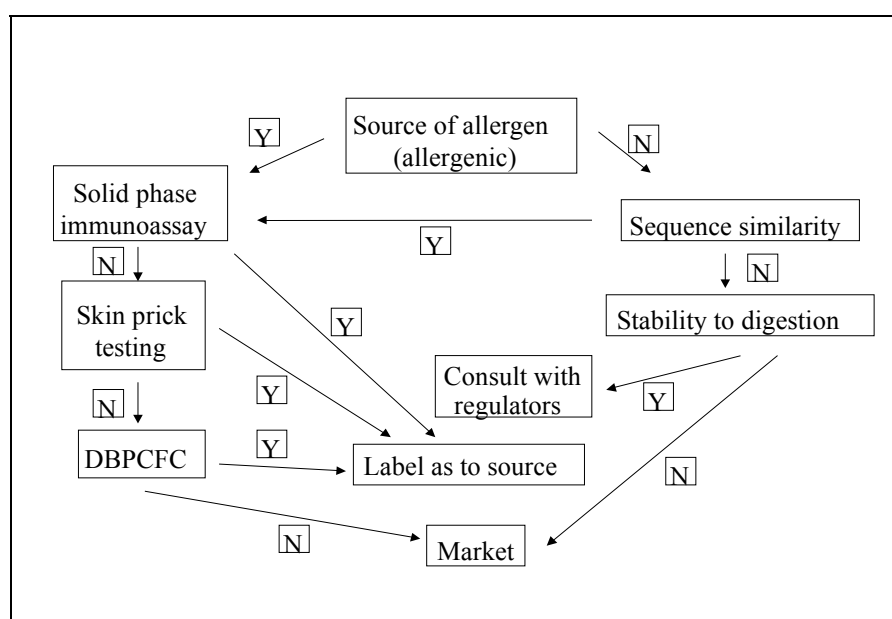 Source of allergen
(allergenic)
Y
N
Solid phase
immunoassay
Sequence similarity
Y
N
N
Skin prick
testing
Stability to digestion
Y
Consult with
regulators
Y
N
Y
DBPCFC
Y
Label as to source
N
N
Market